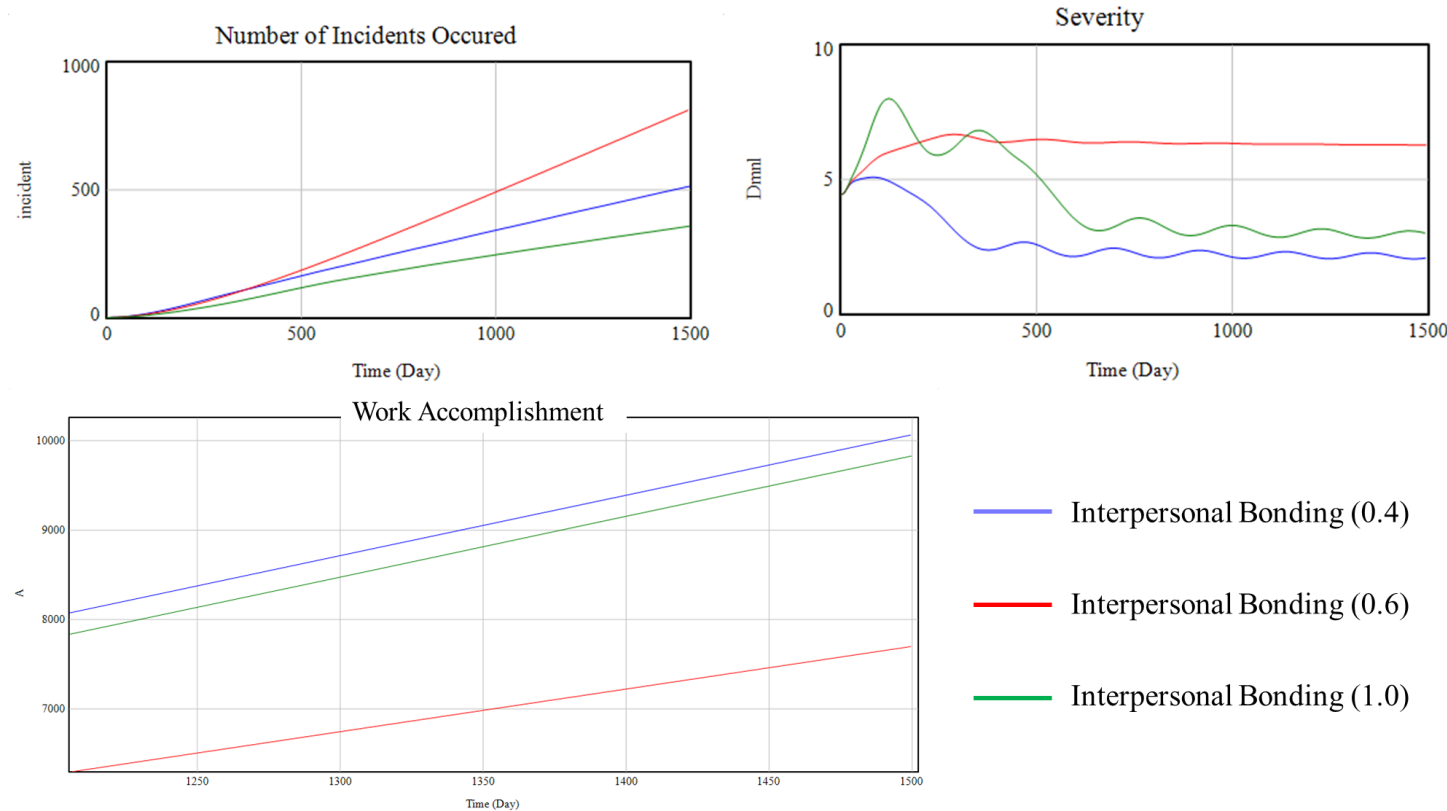 Number of Incidents Occured
1000
500
0
incident
0 500 1000 1500
Time (Day)
Severity
10
5
0
Dmnl
0 500 1000 1500
Time (Day)
Work Accomplishment
10000
9000
8000
7000
A
1250 1300 1350 1400 1450 1500
Time (Day)
Interpersonal Bonding (0.4)
Interpersonal Bonding (0.6)
Interpersonal Bonding (1.0)